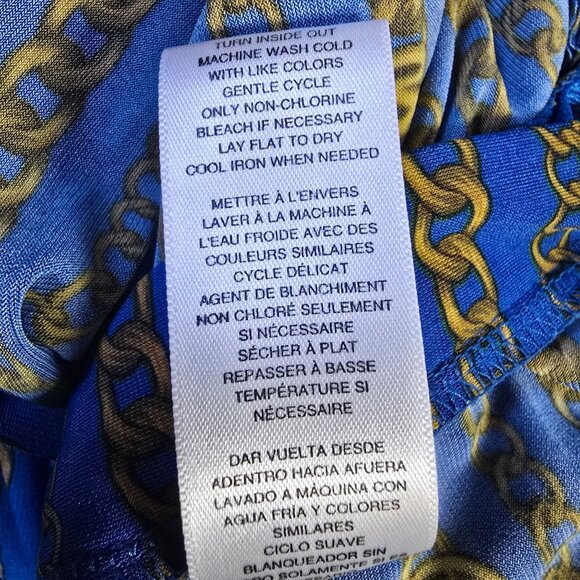 TURN INSIDE OUT
MACHINE WASH COLD
WITH LIKE COLORS
GENTLE CYCLE
ONLY NON-CHLORINE
BLEACH IF NECESSARY
LAY FLAT TO DRY
COOL IRON WHEN NEEDED
METTRE À L'ENVERS
LAVER À LA MACHINE À
L'EAU FROIDE AVEC DES
COULEURS SIMILAIRES
CYCLE DÉLICAT
AGENT DE BLANCHIMENT
NON CHLORÉ SEULEMENT
SI NÉCESSAIRE
SÉCHER À PLAT
REPASSER À BASSE
TEMPÉRATURE SI
NÉCESSAIRE
DAR VUELTA DESDE
ADENTRO HACIA AFUERA
LAVADO A MÁQUINA CON
AGUA FRÍA Y COLORES
SIMILARES
CICLO SUAVE
BLANQUEADOR SIN
SOLAMENTE SI ES